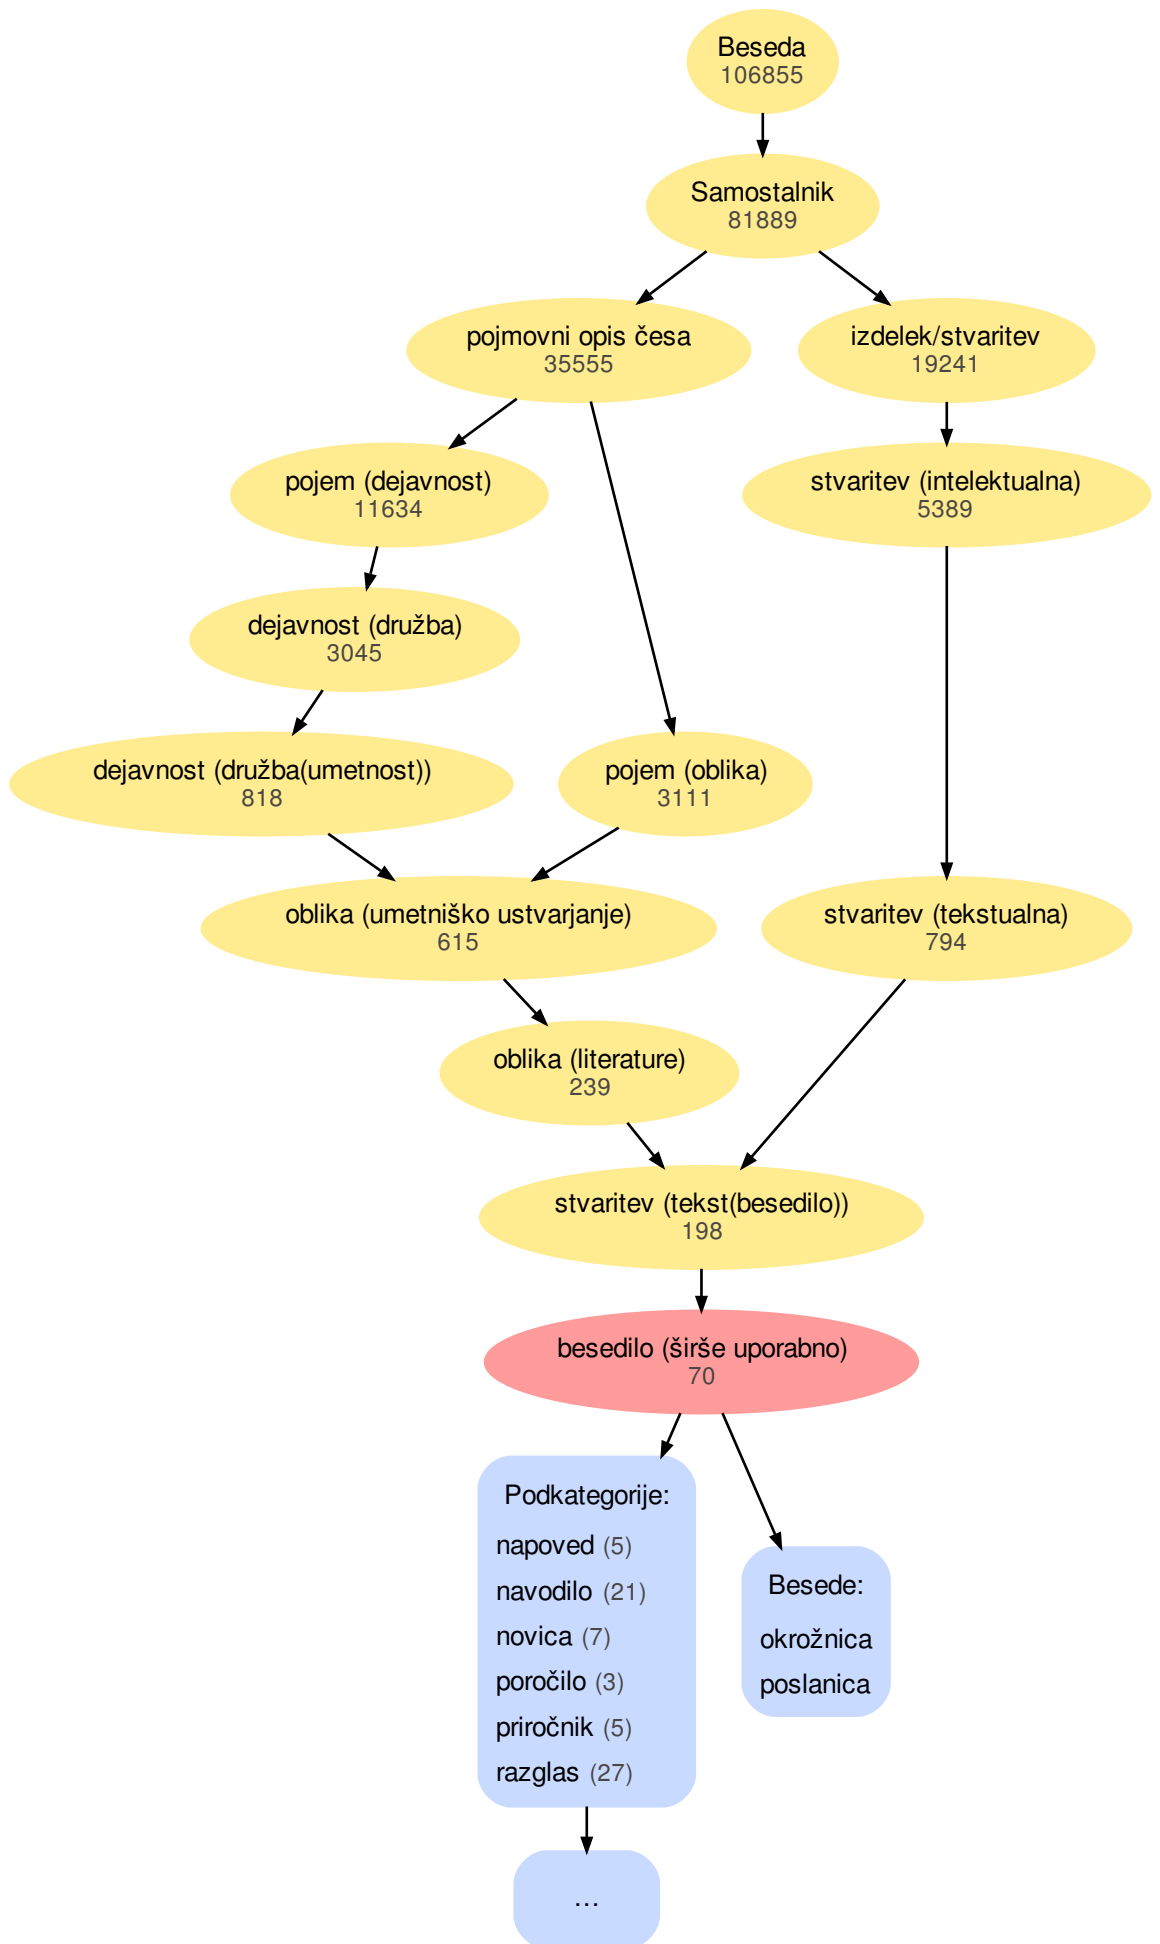 Beseda
106855
Samostalnik
81889
pojmovni opis česa
35555
izdelek/stvaritev
19241
pojem (dejavnost)
11634
stvaritev (intelektualna)
5389
dejavnost (družba)
3045
dejavnost (družba(umetnost))
818
pojem (oblika)
3111
oblika (umetniško ustvarjanje)
615
stvaritev (tekstualna)
794
oblika (literature)
239
stvaritev (tekst(besedilo))
198
besedilo (širše uporabno)
70
Podkategorije:
napoved (5)
navodilo (21)
novica (7)
poročilo (3)
priročnik (5)
razglas (27)
Besede:
okrožnica
poslanica
...